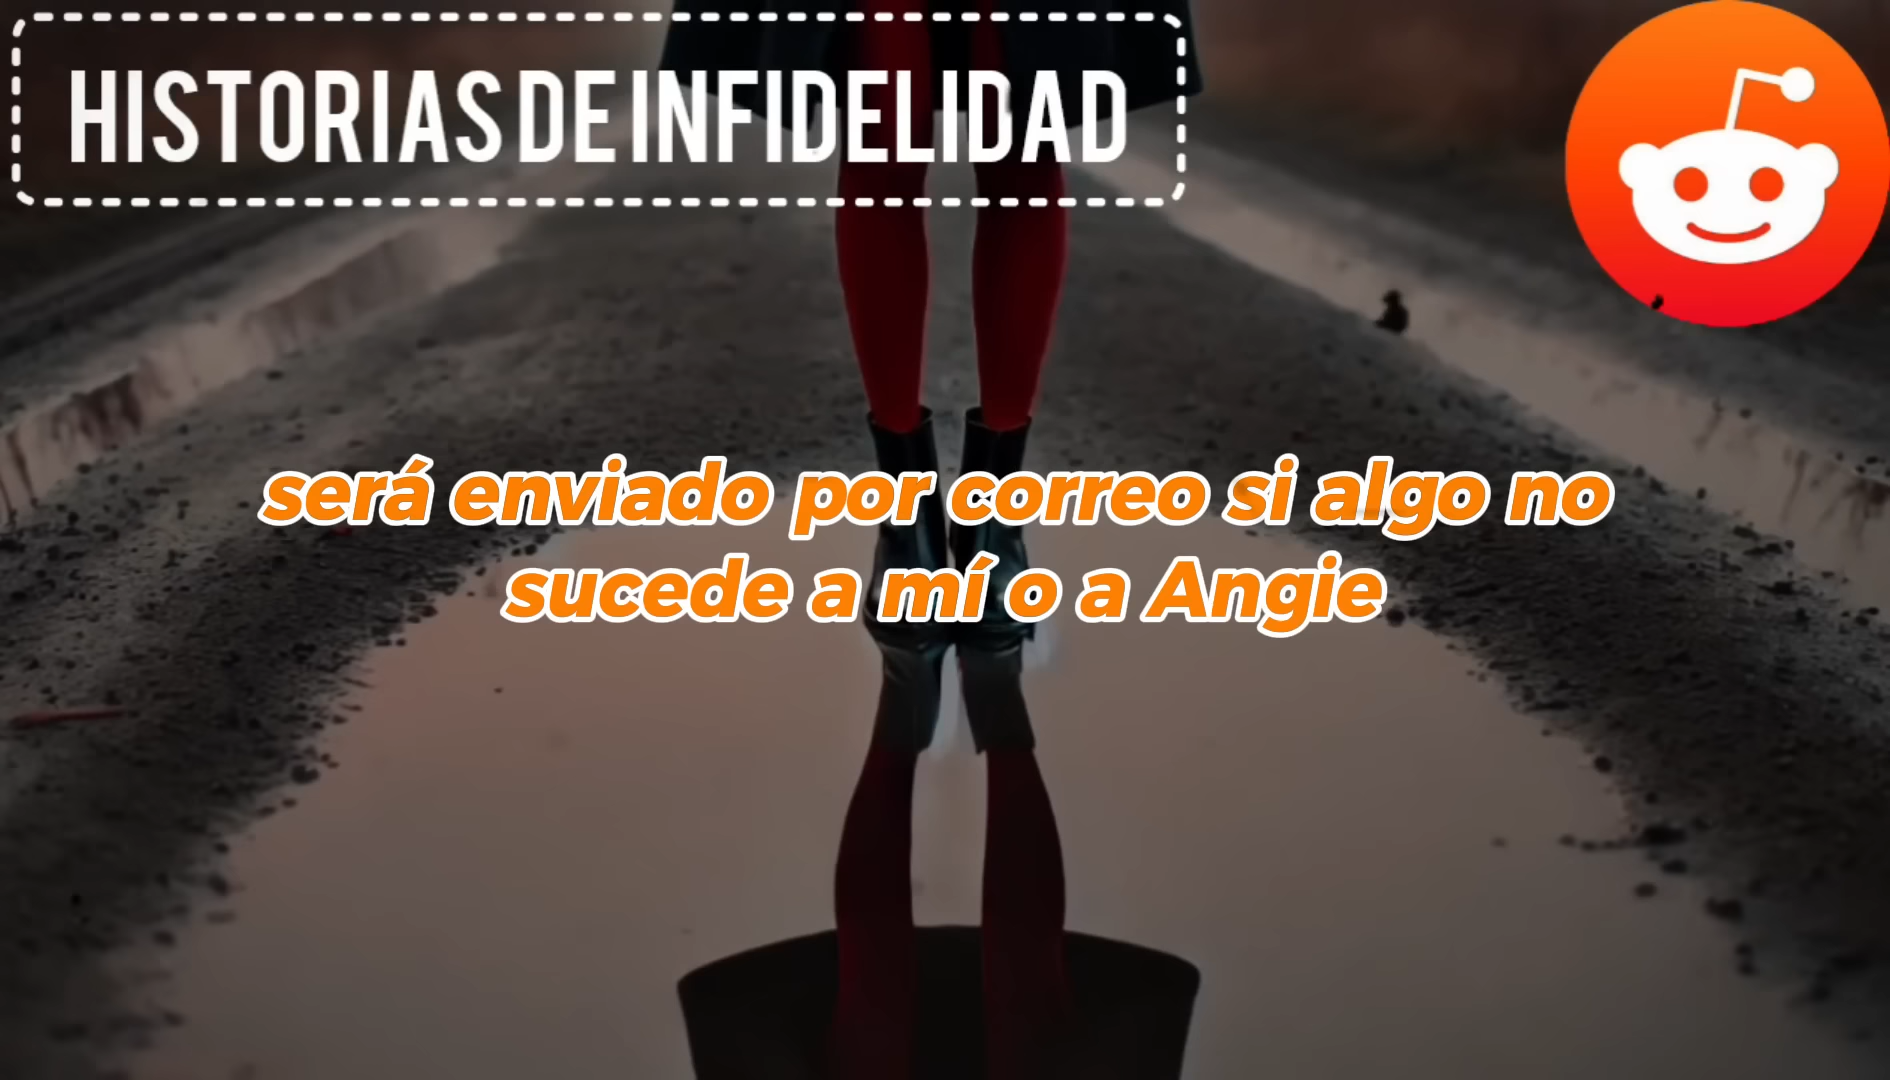 HISTORIAS DE INFIDELIDAD
será enviado por correo si algo no
sucede a mí o a Angie